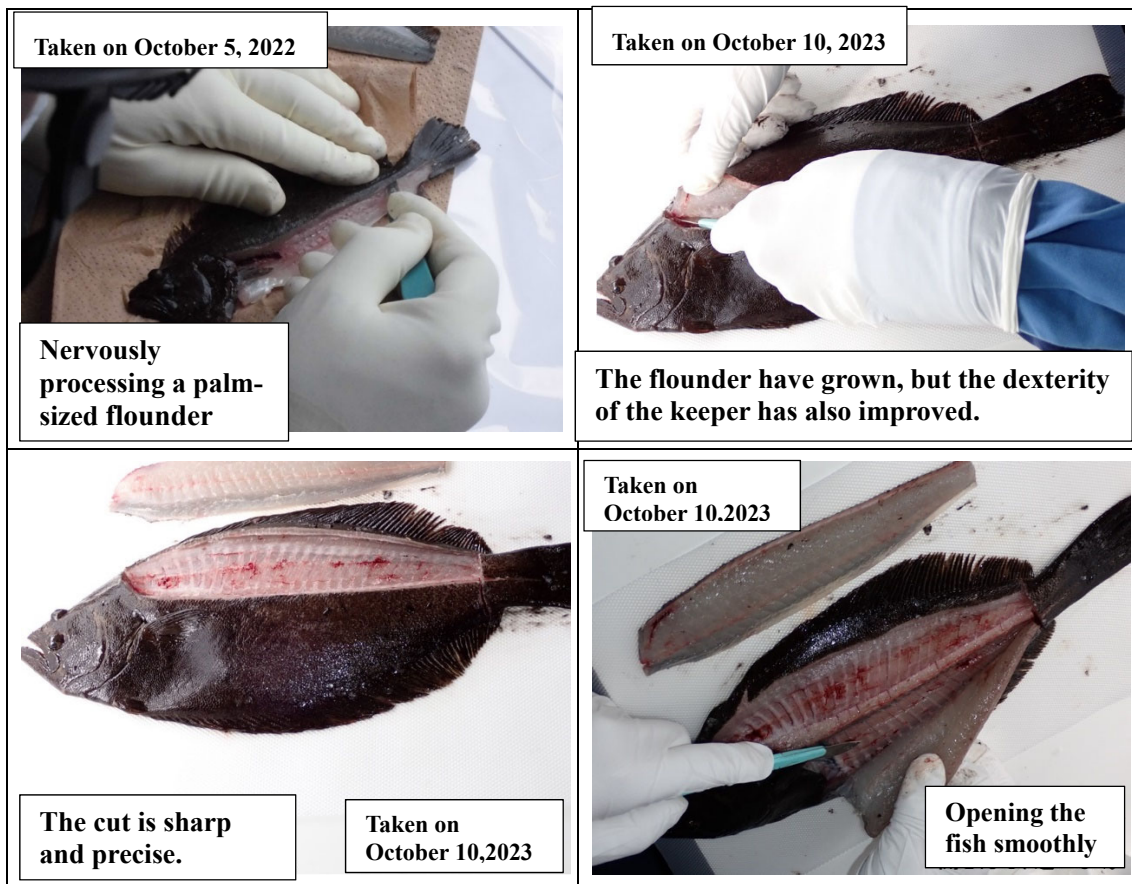 Taken on October 5, 2022
Nervously
processing a palm-
sized flounder
Taken on October 10, 2023
The flounder have grown, but the dexterity
of the keeper has also improved.
The cut is sharp
and precise.
Taken on
October 10,2023
Taken on
October 10,2023
Opening the
fish smoothly